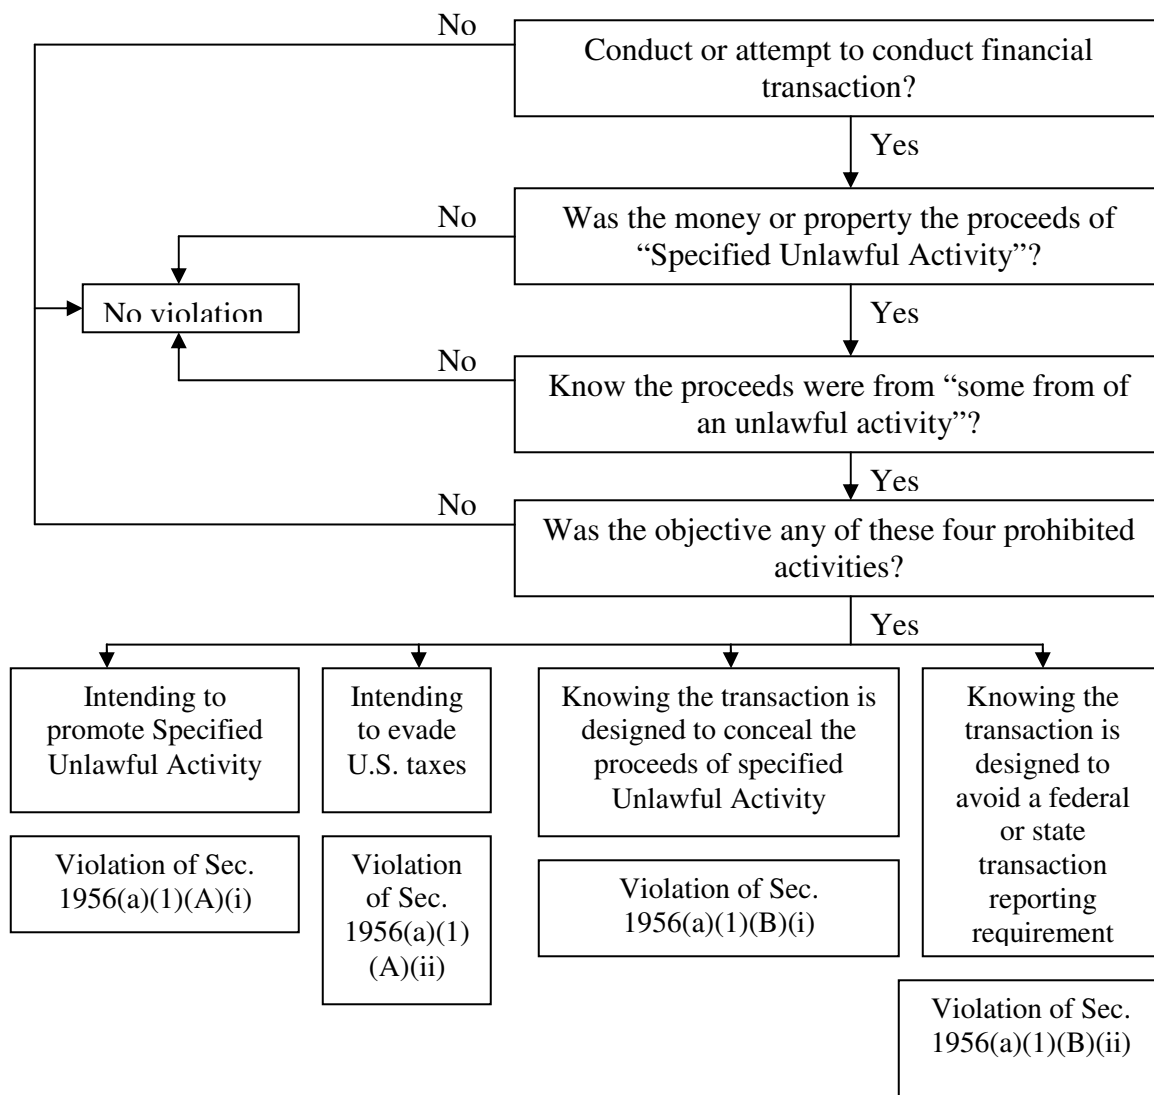 No
Conduct or attempt to conduct financial
transaction?
Yes
No
Was the money or property the proceeds of
“Specified Unlawful Activity”?
No violation
Yes
No
Know the proceeds were from “some from of
an unlawful activity”?
Yes
No
Was the objective any of these four prohibited
activities?
Yes
Intending to
promote Specified
Unlawful Activity
Intending
to evade
U.S. taxes
Knowing the transaction is
designed to conceal the
proceeds of specified
Unlawful Activity
Knowing the
transaction is
designed to
avoid a federal
or state
transaction
reporting
requirement
Violation of Sec.
1956(a)(1)(A)(i)
Violation
of Sec.
1956(a)(1)
(A)(ii)
Violation of Sec.
1956(a)(1)(B)(i)
Violation of Sec.
1956(a)(1)(B)(ii)